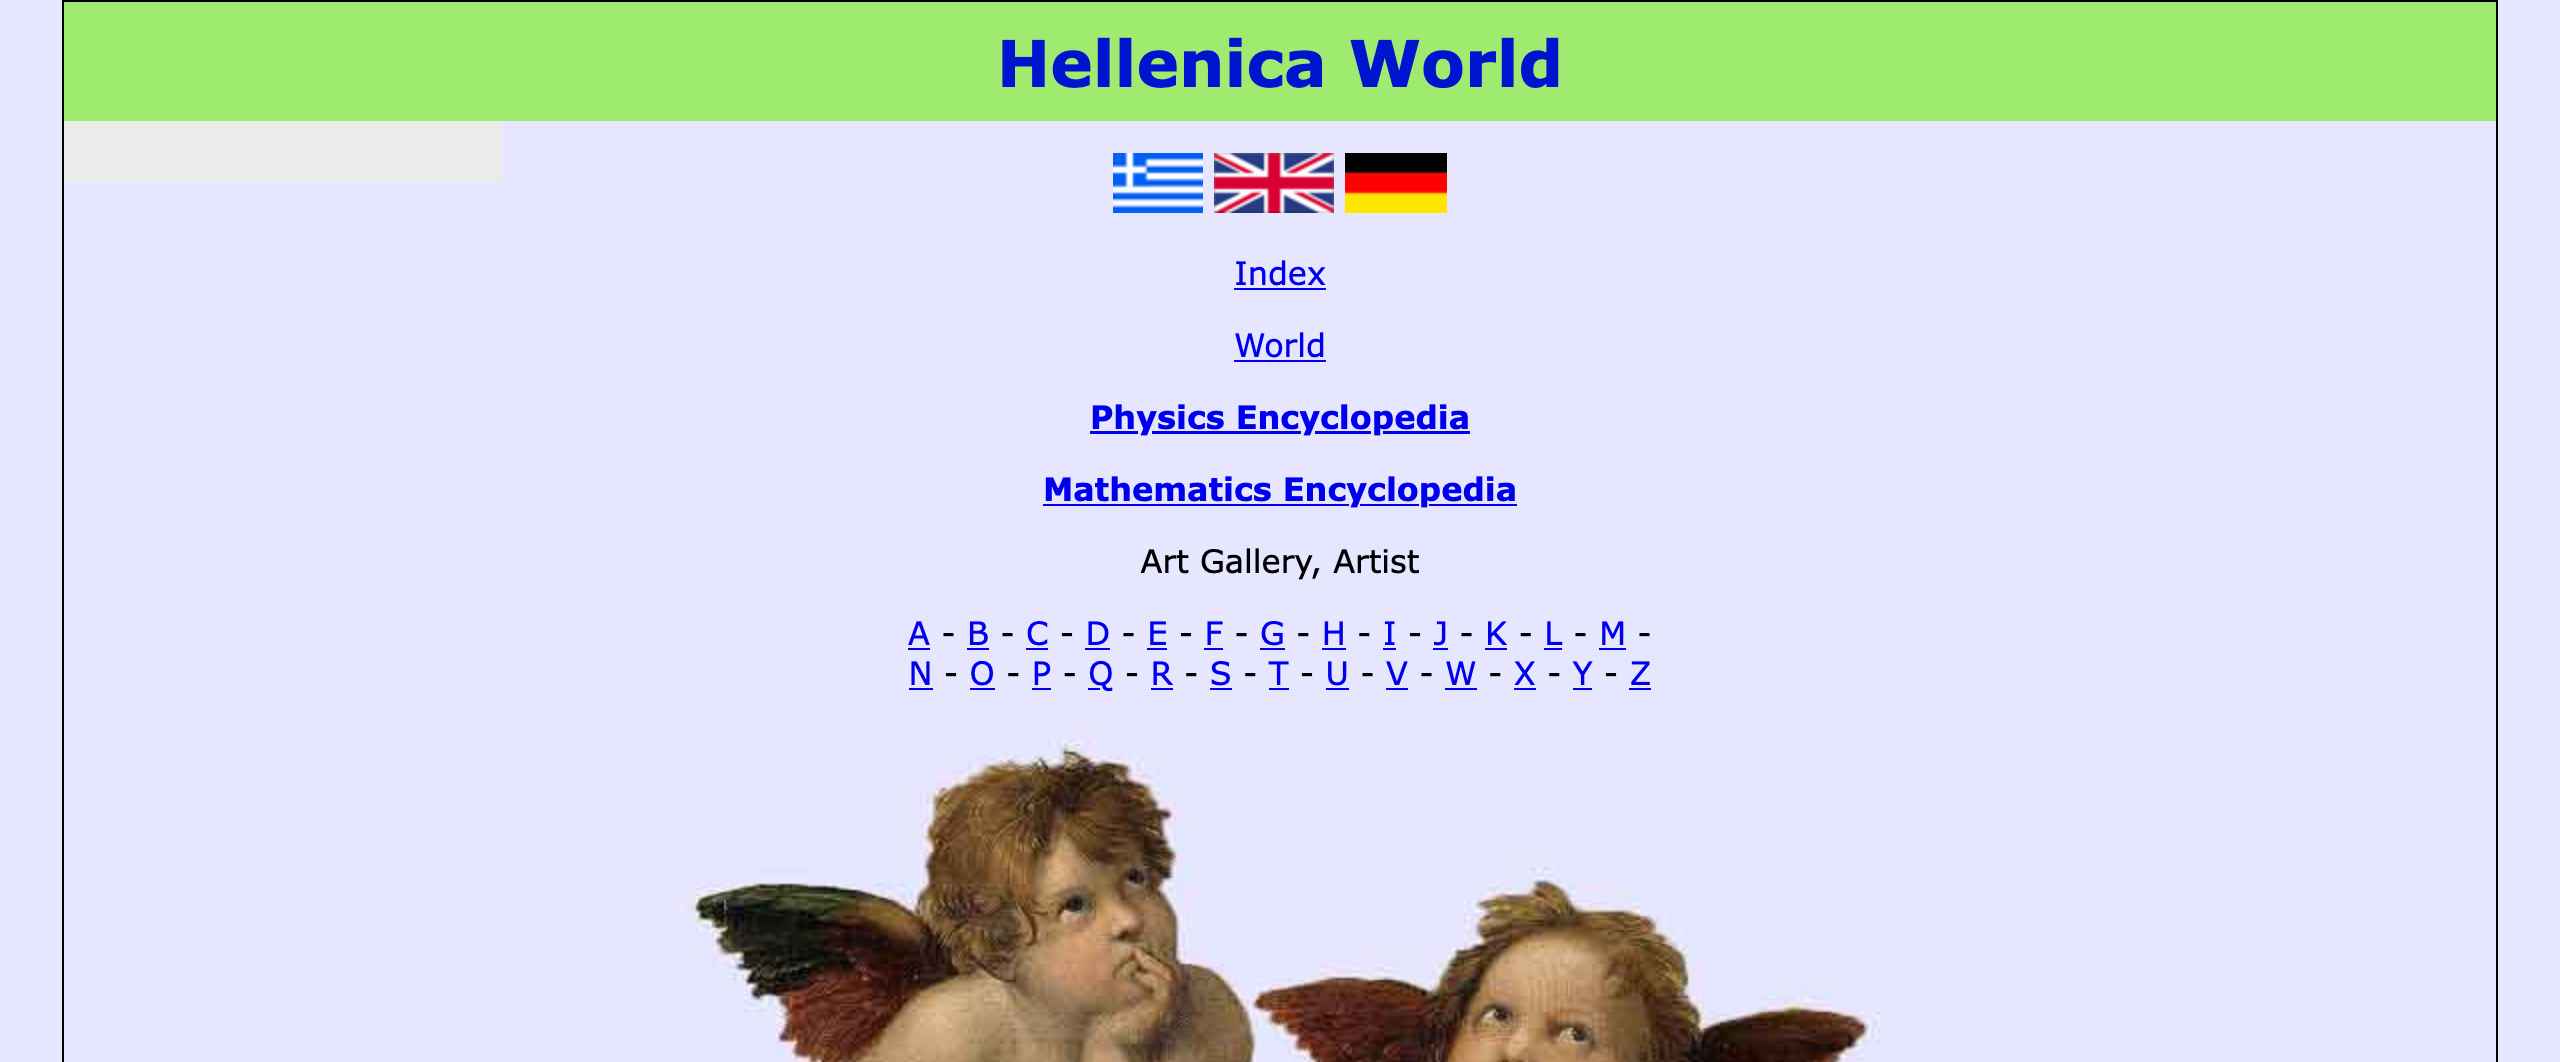 Hellenica World
Index
World
Physics Encyclopedia
Mathematics Encyclopedia
Art Gallery, Artist
A - B - C - D - E - F - G - H - I - J - K - L - M -
N - O - P - Q - R - S - T - U - V - W - X - Y - Z